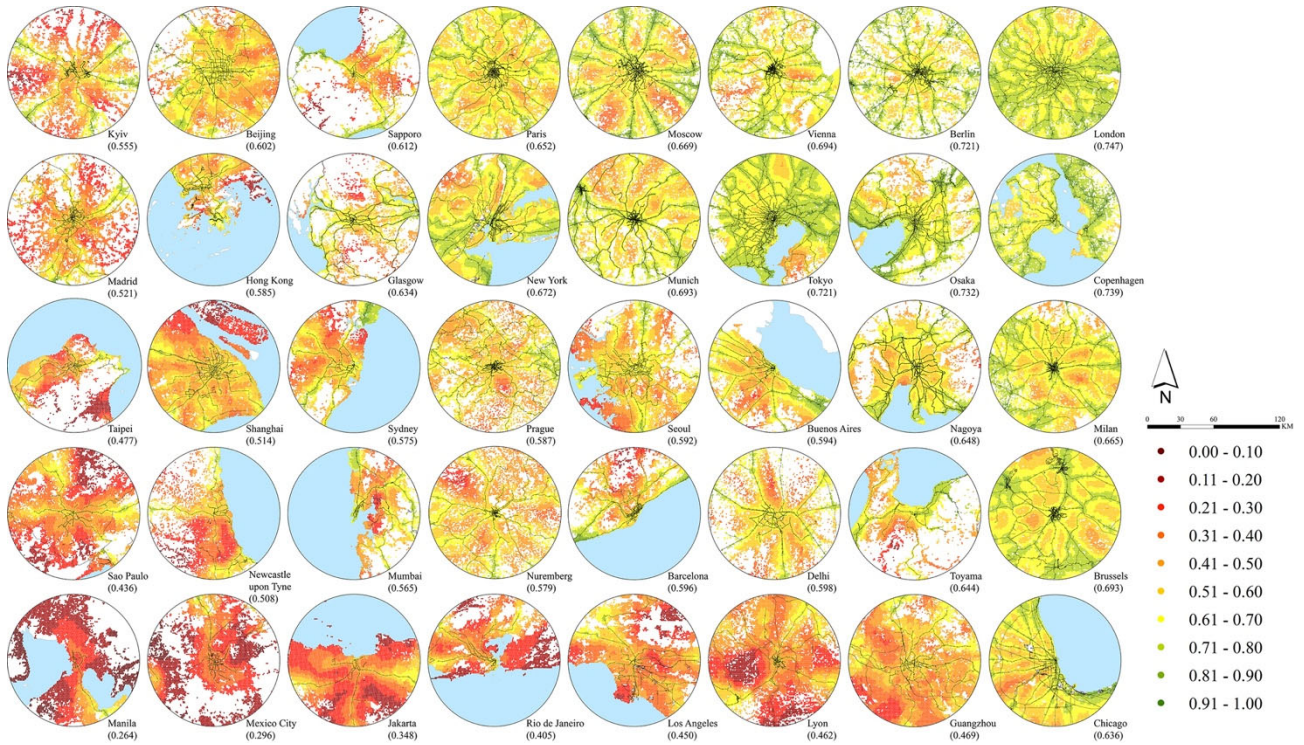 Kyiv
(0.555)
Beijing
(0.602)
Sapporo
(0.612)
Paris
(0.652)
Moscow
(0.669)
Vienna
(0.694)
Berlin
(0.721)
London
(0.747)
Madrid
(0.521)
Hong Kong
(0.585)
Glasgow
(0.634)
New York
(0.672)
Munich
(0.693)
Tokyo
(0.721)
Osaka
(0.732)
Copenhagen
(0.739)
Taipei
(0.477)
Shanghai
(0.514)
Sydney
(0.575)
Prague
(0.587)
Seoul
(0.592)
Buenos Aires
(0.594)
Nagoya
(0.648)
Milan
(0.665)
Sao Paulo
(0.436)
Newcastle
upon Tyne
(0.508)
Mumbai
(0.565)
Nuremberg
(0.579)
Barcelona
(0.596)
Delhi
(0.598)
Toyama
(0.644)
Brussels
(0.693)
Manila
(0.264)
Mexico City
(0.296)
Jakarta
(0.348)
Rio de Janeiro
(0.405)
Los Angeles
(0.450)
Lyon
(0.462)
Guangzhou
(0.469)
Chicago
(0.636)
N
0 30 60 120
KM
0.00 - 0.10
0.11 - 0.20
0.21 - 0.30
0.31 - 0.40
0.41 - 0.50
0.51 - 0.60
0.61 - 0.70
0.71 - 0.80
0.81 - 0.90
0.91 - 1.00